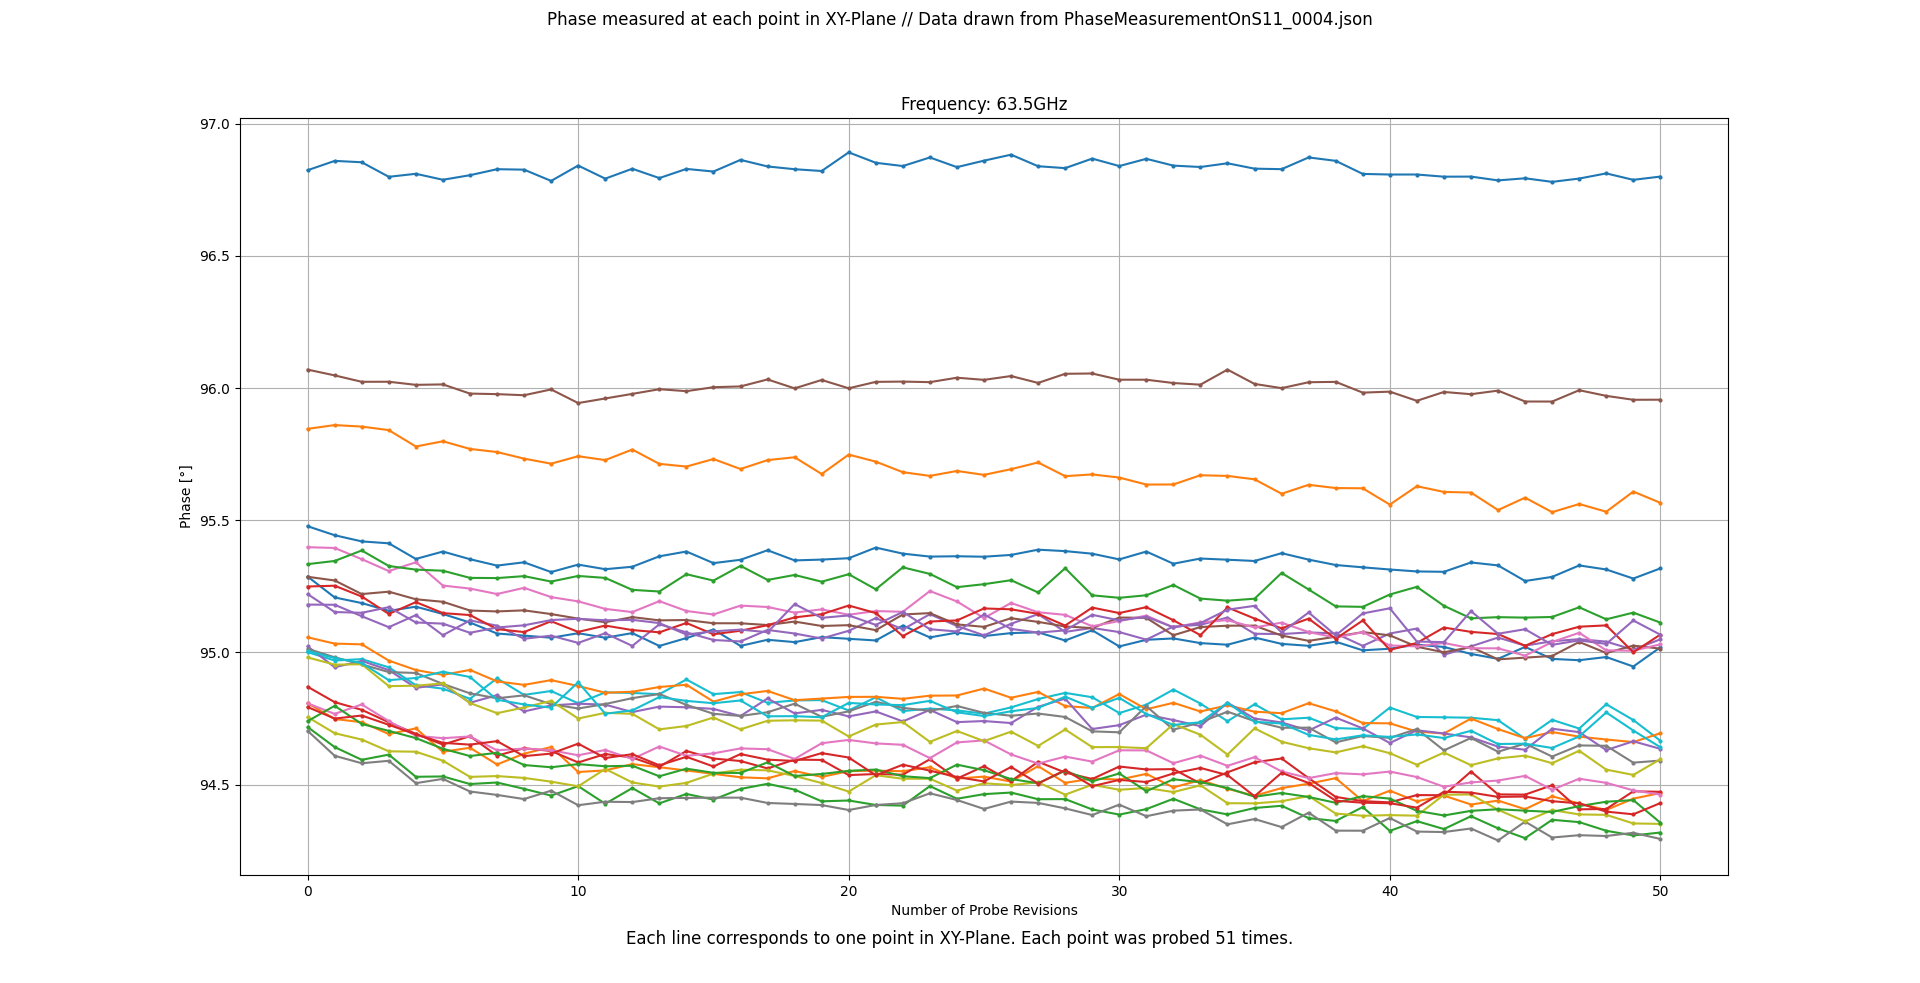 Phase measured at each point in XY-Plane // Data drawn from PhaseMeasurementOnS11_0004.json
Frequency: 63.5GHz
97.0
96.5
96.0
95.5
95.0
94.5
Phase [°]
0 10 20 30 40 50
Number of Probe Revisions
Each line corresponds to one point in XY-Plane. Each point was probed 51 times.